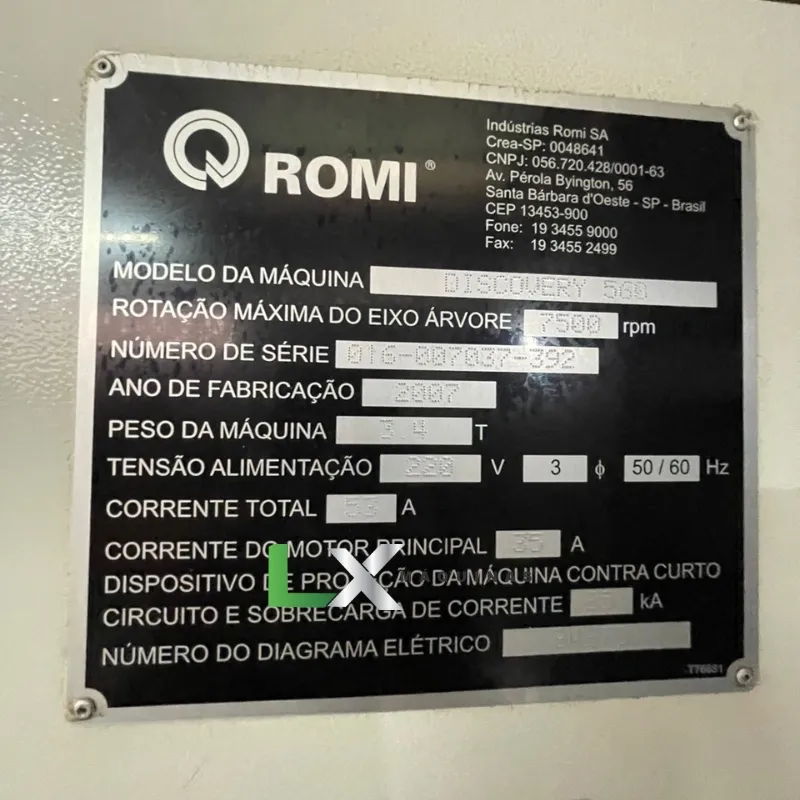 ROMI®
Indústrias Romi SA
Crea-SP: 0048641
CNPJ: 056.720.428/0001-63
Av. Pérola Byington, 56
Santa Bárbara d'Oeste - SP - Brasil
CEP 13453-900
Fone: 19 3455 9000
Fax: 19 3455 2499
MODELO DA MÁQUINA DISCOVERY 560
ROTAÇÃO MÁXIMA DO EIXO ÁRVORE 7500 rpm
NÚMERO DE SÉRIE 016-007037-392
ANO DE FABRICAÇÃO 2007
PESO DA MÁQUINA 3.4 T
TENSÃO ALIMENTAÇÃO 220 V 3 ϕ 50 / 60 Hz
CORRENTE TOTAL 53 A
CORRENTE DO MOTOR PRINCIPAL 35 A
DISPOSITIVO DE PROTEÇÃO DA MÁQUINA CONTRA CURTO
CIRCUITO E SOBRECARGA DE CORRENTE kA
NÚMERO DO DIAGRAMA ELÉTRICO
LX MÁQUINAS
T76831